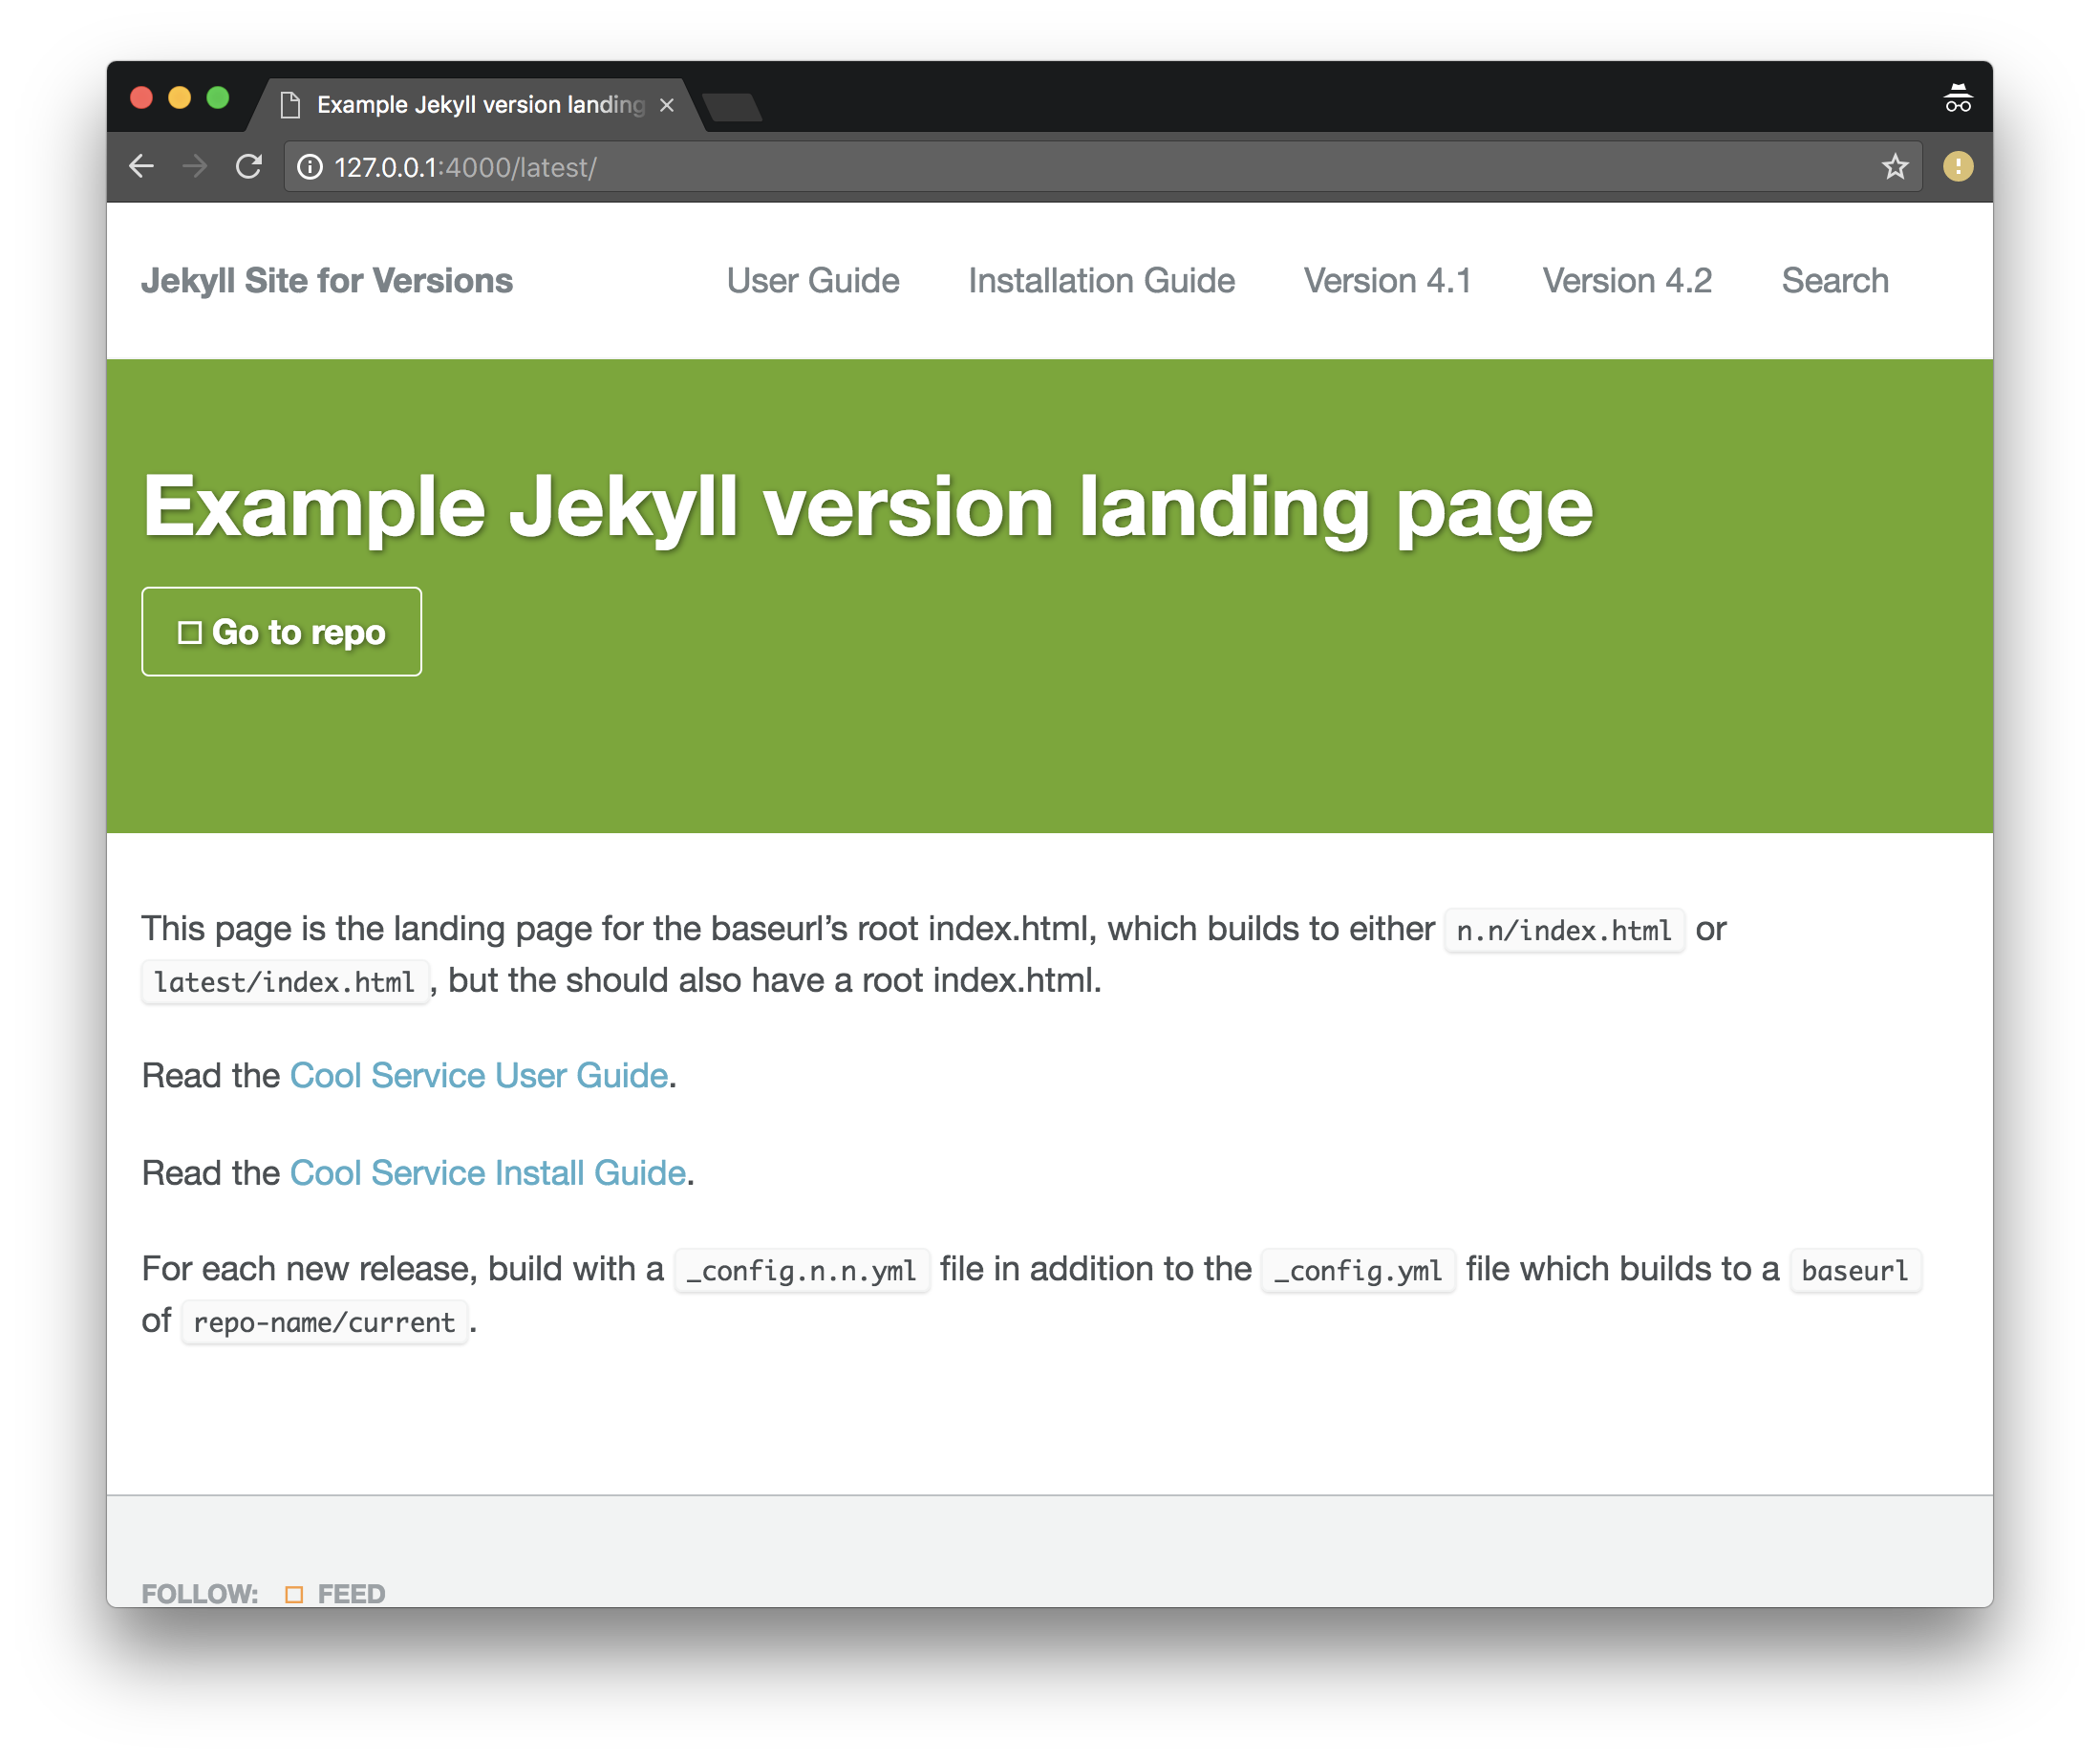 Example Jekyll version landing
127.0.0.1:4000/latest/
Jekyll Site for Versions User Guide Installation Guide Version 4.1 Version 4.2 Search
Example Jekyll version landing page
Go to repo
This page is the landing page for the baseurl’s root index.html, which builds to either n.n/index.html or
latest/index.html, but the should also have a root index.html.
Read the Cool Service User Guide.
Read the Cool Service Install Guide.
For each new release, build with a _config.n.n.yml file in addition to the _config.yml file which builds to a baseurl
of repo-name/current.
FOLLOW: FEED